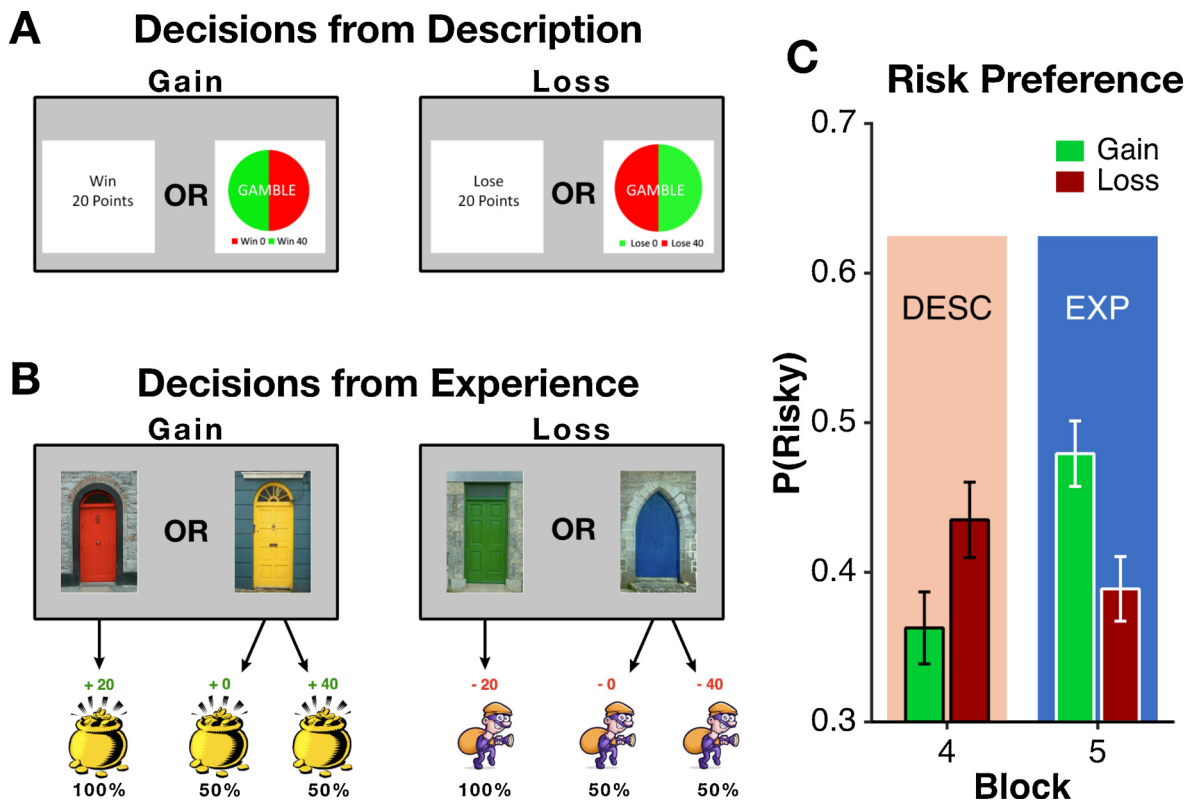 A
Decisions from Description
Gain
Loss
Win
20 Points
OR
GAMBLE
Win 0 Win 40
Lose
20 Points
OR
GAMBLE
Lose 0 Lose 40
B
Decisions from Experience
Gain
Loss
OR
OR
+ 20
+ 0
+ 40
- 20
- 0
- 40
100%
50%
50%
100%
50%
50%
C
Risk Preference
0.7
0.6
0.5
0.4
0.3
P(Risky)
Gain
Loss
DESC
EXP
4
5
Block